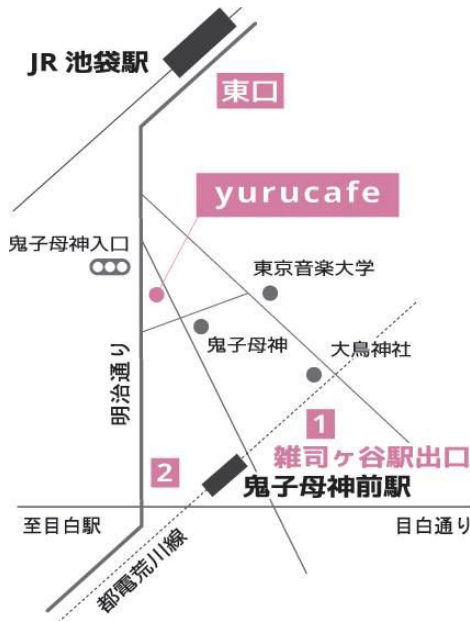 JR 池袋駅
東口
yurucafe
鬼子母神入口
東京音楽大学
鬼子母神
大鳥神社
明治通り
1
雑司ヶ谷駅出口
2
鬼子母神前駅
至目白駅
目白通り
都電荒川線